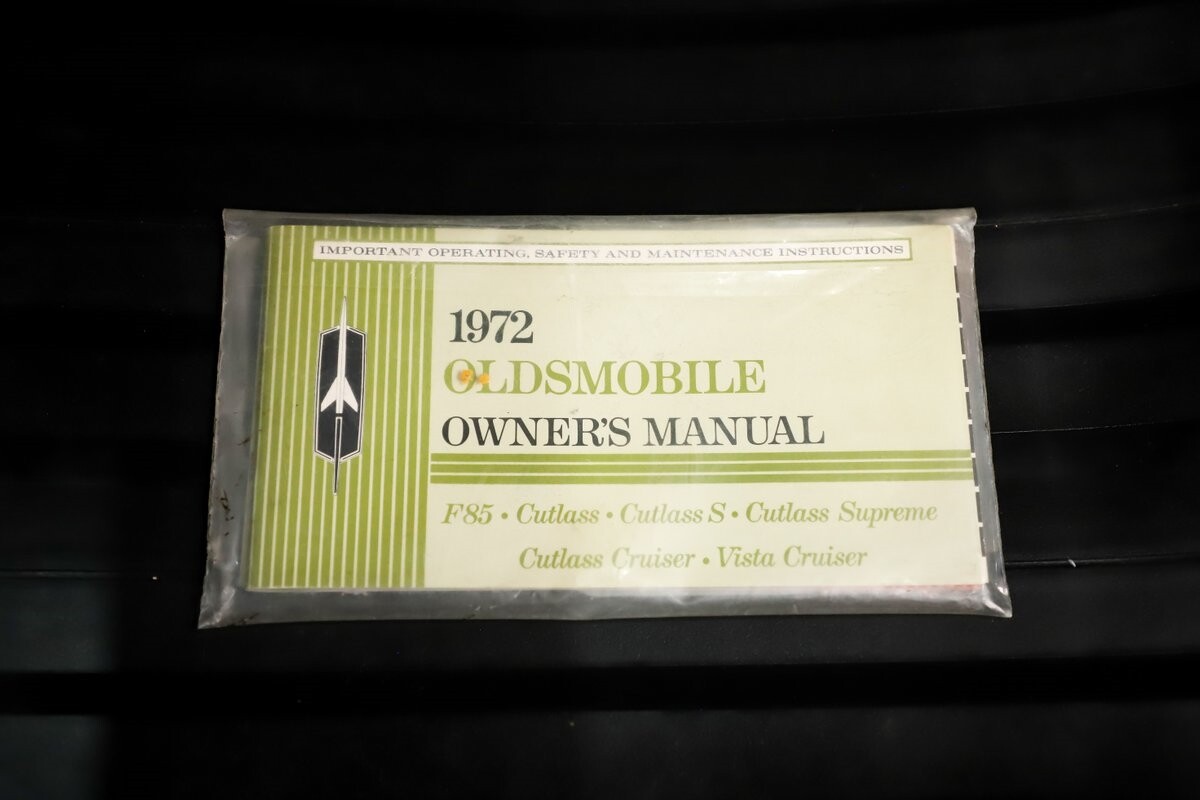 IMPORTANT OPERATING, SAFETY AND MAINTENANCE INSTRUCTIONS
1972
OLDSMOBILE
OWNER'S MANUAL
F85 • Cutlass • Cutlass S • Cutlass Supreme
Cutlass Cruiser • Vista Cruiser